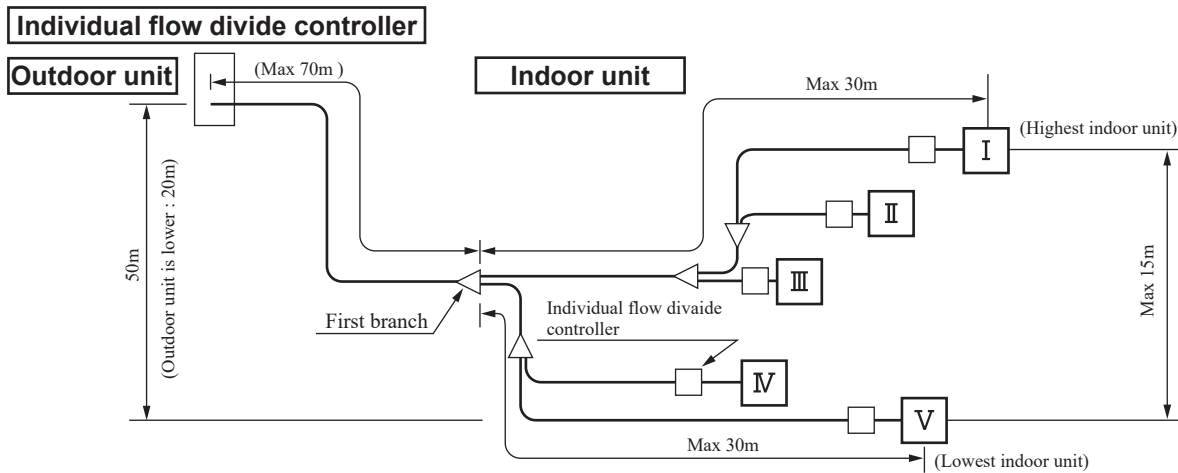 Individual flow divide controller
Outdoor unit
(Max 70m )
Indoor unit
Max 30m
(Highest indoor unit)
Ⅰ
Ⅱ
Ⅲ
50m
(Outdoor unit is lower : 20m)
Max 15m
First branch
Individual flow divaide
controller
Ⅳ
Ⅴ
Max 30m
(Lowest indoor unit)